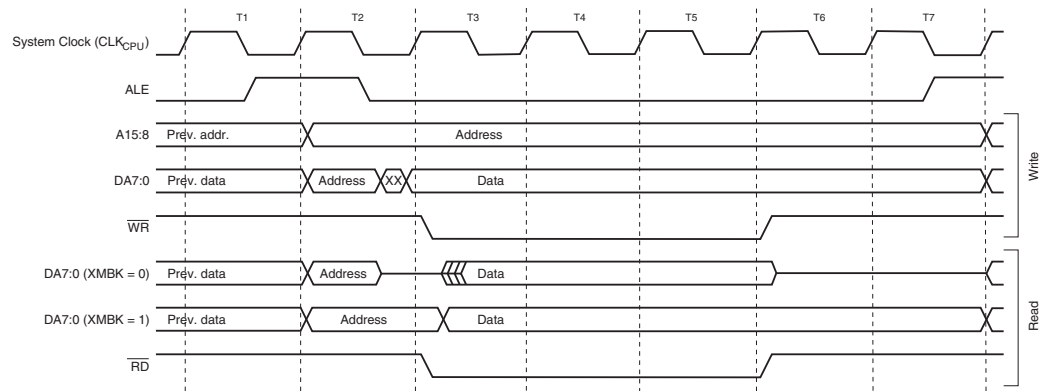 T1 T2 T3 T4 T5 T6 T7
System Clock (CLKCPU)
ALE
A15:8 Prev. addr. Address
DA7:0 Prev. data Address XX Data
WR
Write
DA7:0 (XMBK = 0) Prev. data Address Data
DA7:0 (XMBK = 1) Prev. data Address Data
RD
Read